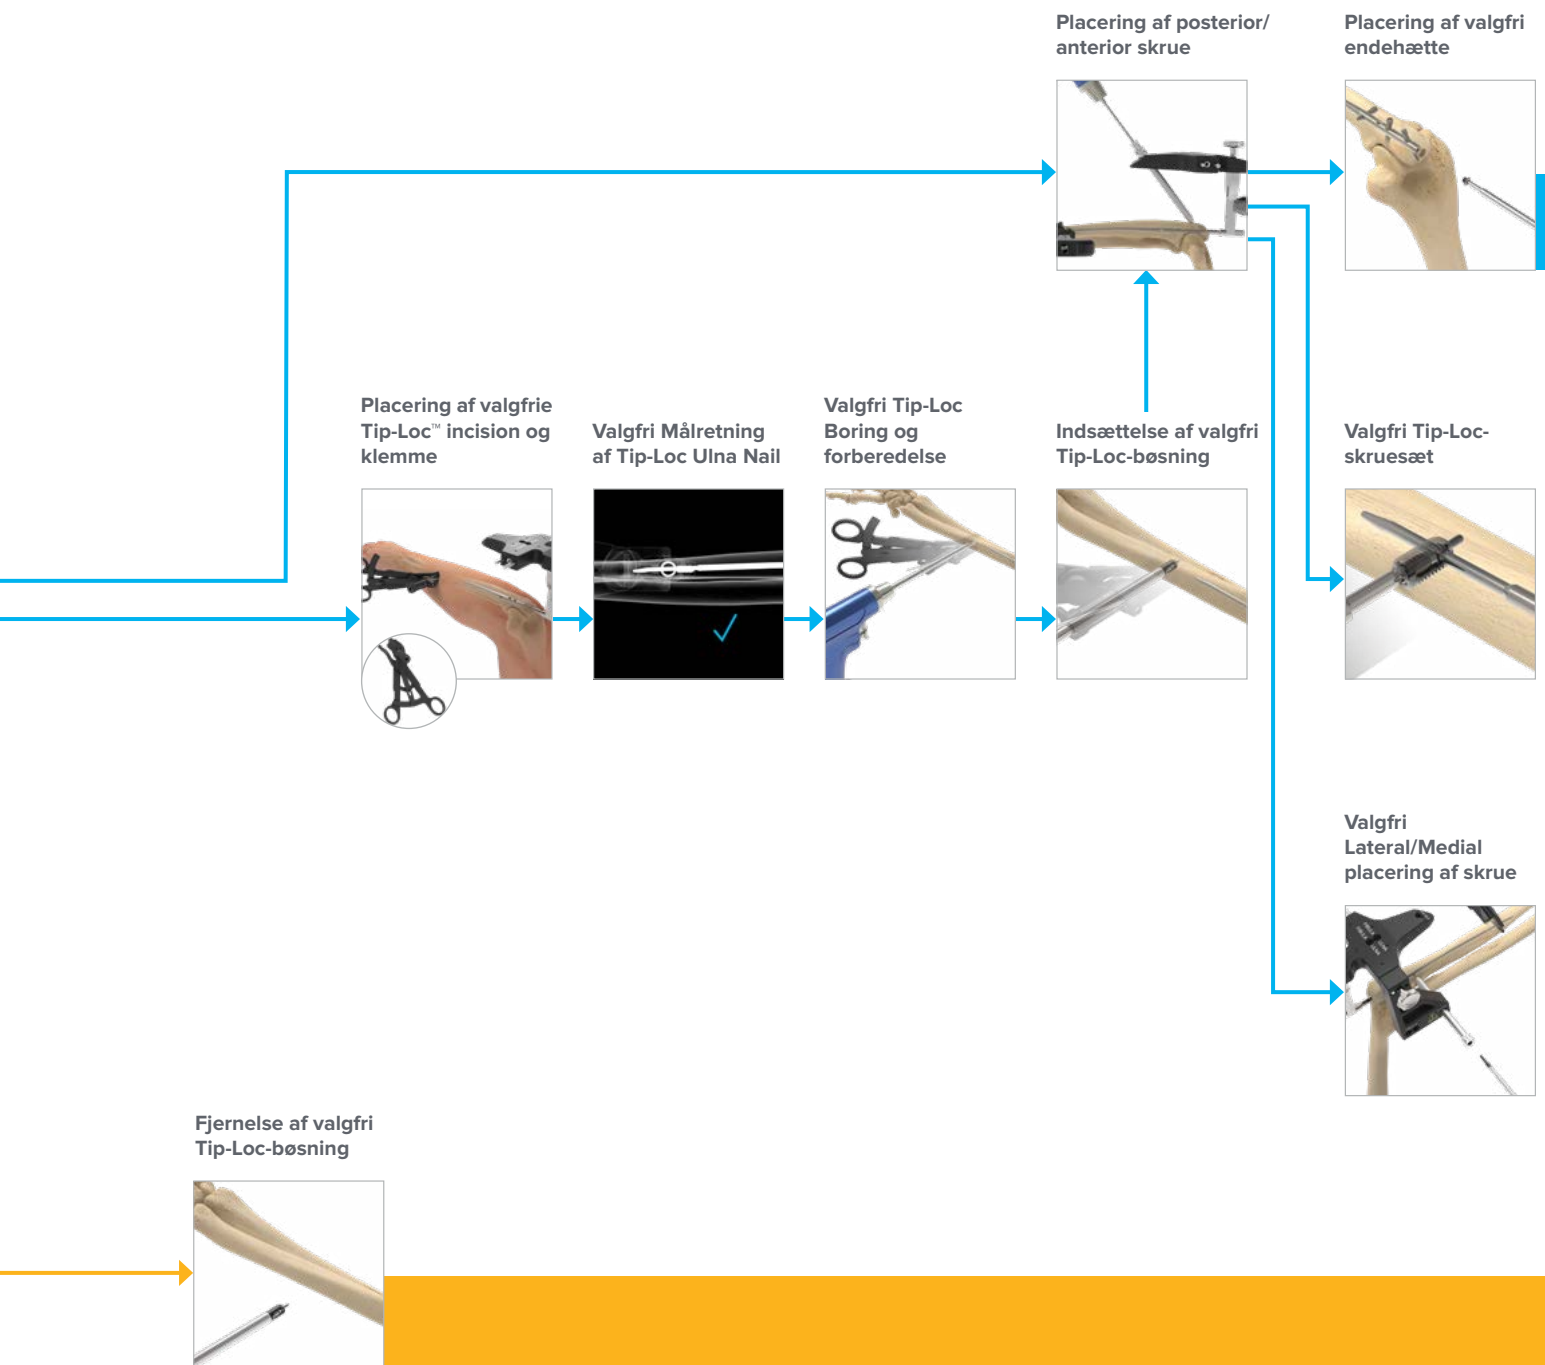 Placering af posterior/
anterior skrue
Placering af valgfri
endehætte
Placering af valgfrie
Tip-Loc™ incision og
klemme
Valgfri Målretning
af Tip-Loc Ulna Nail
Valgfri Tip-Loc
Boring og
forberedelse
Indsættelse af valgfri
Tip-Loc-bøsning
Valgfri Tip-Loc-
skruesæt
Valgfri
Lateral/Medial
placering af skrue
Fjernelse af valgfri
Tip-Loc-bøsning